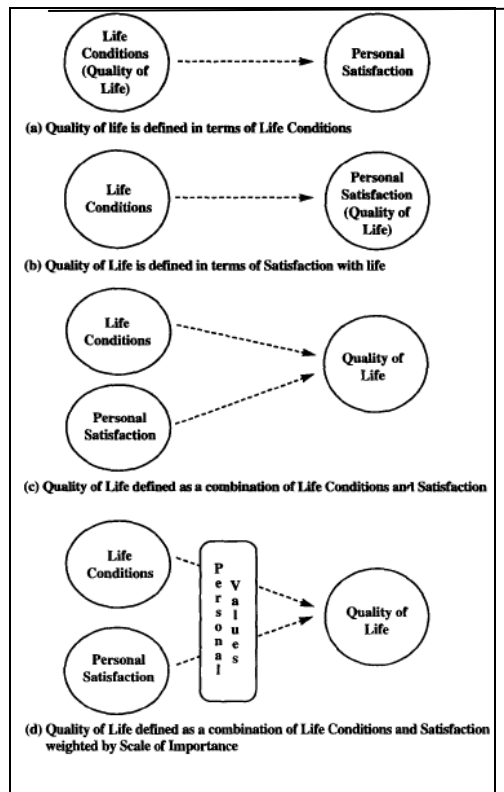 Life
Conditions
(Quality of
Life)
Personal
Satisfaction
(a) Quality of life is defined in terms of Life Conditions
Life
Conditions
Personal
Satisfaction
(Quality of
Life)
(b) Quality of Life is defined in terms of Satisfaction with life
Life
Conditions
Personal
Satisfaction
Quality of
Life
(c) Quality of Life defined as a combination of Life Conditions and Satisfaction
Life
Conditions
Personal
Satisfaction
Personal
Values
Quality of
Life
(d) Quality of Life defined as a combination of Life Conditions and Satisfaction
weighted by Scale of Importance